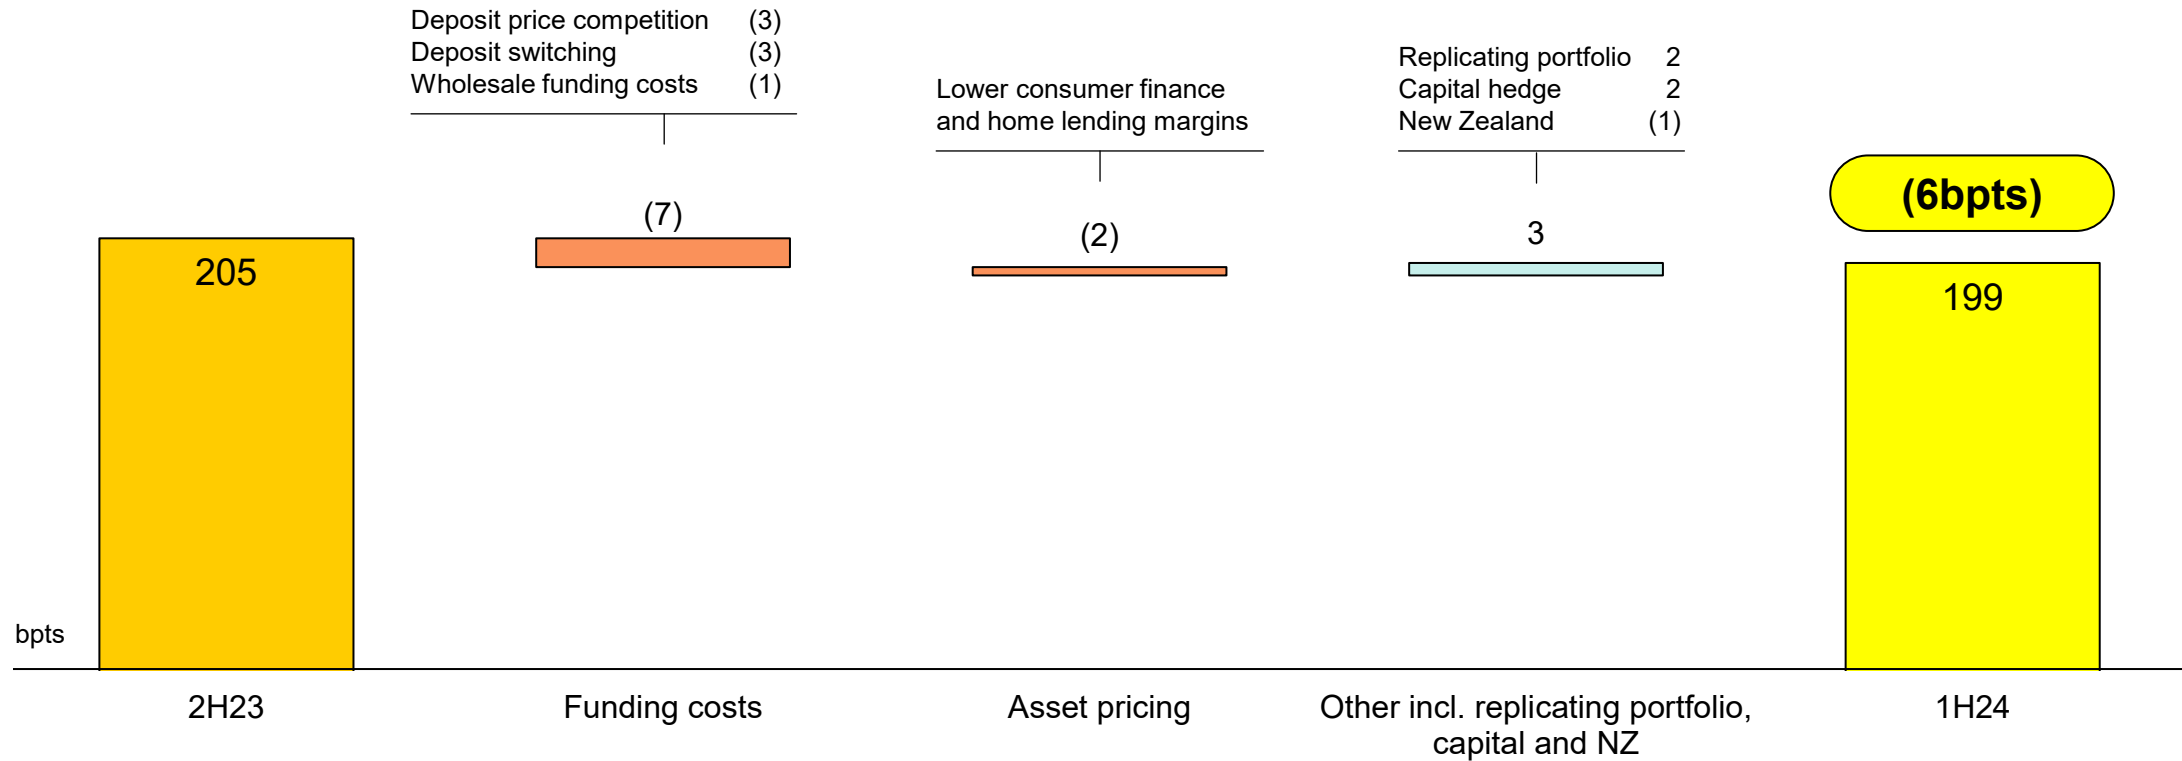 Deposit price competition (3)
Deposit switching (3)
Wholesale funding costs (1)
Lower consumer finance
and home lending margins
Replicating portfolio 2
Capital hedge 2
New Zealand (1)
(6bpts)
205
(7)
(2)
3
199
bpts
2H23
Funding costs
Asset pricing
Other incl. replicating portfolio,
capital and NZ
1H24